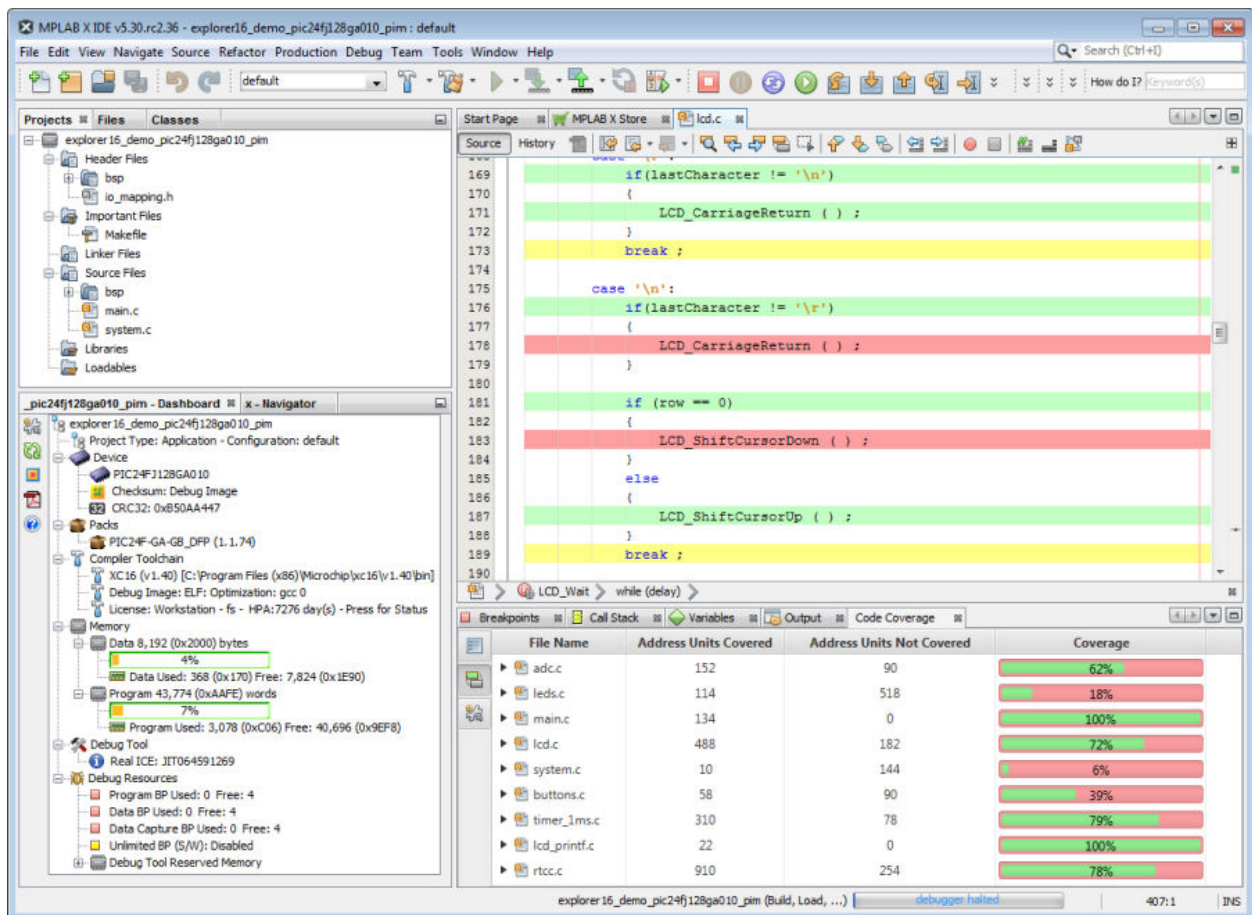 MPLAB X IDE v5.30.rc2.36 - explorer16_demo_pic24fj128ga010_pim : default
File Edit View Navigate Source Refactor Production Debug Team Tools Window Help
Search (Ctrl+I)
default
How do I? Keyword(s)
Projects Files Classes
explorer16_demo_pic24fj128ga010_pim
Header Files
bsp
io_mapping.h
Important Files
Makefile
Linker Files
Source Files
bsp
main.c
system.c
Libraries
Loadables
_pic24fj128ga010_pim - Dashboard x - Navigator
explorer16_demo_pic24fj128ga010_pim
Project Type: Application - Configuration: default
Device
PIC24FJ128GA010
Checksum: Debug Image
CRC32: 0xB50AA447
Packs
PIC24F-GA-GB_DFP (1.1.74)
Compiler Toolchain
XC16 (v1.40) [C:\Program Files (x86)\Microchip\xc16\v1.40\bin]
Debug Image: ELF: Optimization: gcc 0
License: Workstation - fs - HPA:7276 day(s) - Press for Status
Memory
Data 8,192 (0x2000) bytes
4%
Data Used: 368 (0x170) Free: 7,824 (0x1E90)
Program 43,774 (0xAAFE) words
7%
Program Used: 3,078 (0xC06) Free: 40,696 (0x9EF8)
Debug Tool
Real ICE: JIT064591269
Debug Resources
Program BP Used: 0 Free: 4
Data BP Used: 0 Free: 4
Data Capture BP Used: 0 Free: 4
Unlimited BP (S/W): Disabled
Debug Tool Reserved Memory
Start Page MPLAB X Store lcd.c
Source History
169 if(lastCharacter != '\n')
170 {
171 LCD_CarriageReturn ( ) ;
172 }
173 break ;
174
175 case '\n':
176 if(lastCharacter != '\r')
177 {
178 LCD_CarriageReturn ( ) ;
179 }
180
181 if (row == 0)
182 {
183 LCD_ShiftCursorDown ( ) ;
184 }
185 else
186 {
187 LCD_ShiftCursorUp ( ) ;
188 }
189 break ;
190
LCD_Wait while (delay)
Breakpoints Call Stack Variables Output Code Coverage
File Name Address Units Covered Address Units Not Covered Coverage
adc.c 152 90 62%
leds.c 114 518 18%
main.c 134 0 100%
lcd.c 488 182 72%
system.c 10 144 6%
buttons.c 58 90 39%
timer_1ms.c 310 78 79%
lcd_printf.c 22 0 100%
rtcc.c 910 254 78%
explorer16_demo_pic24fj128ga010_pim (Build, Load, ...) debugger halted 407:1 INS